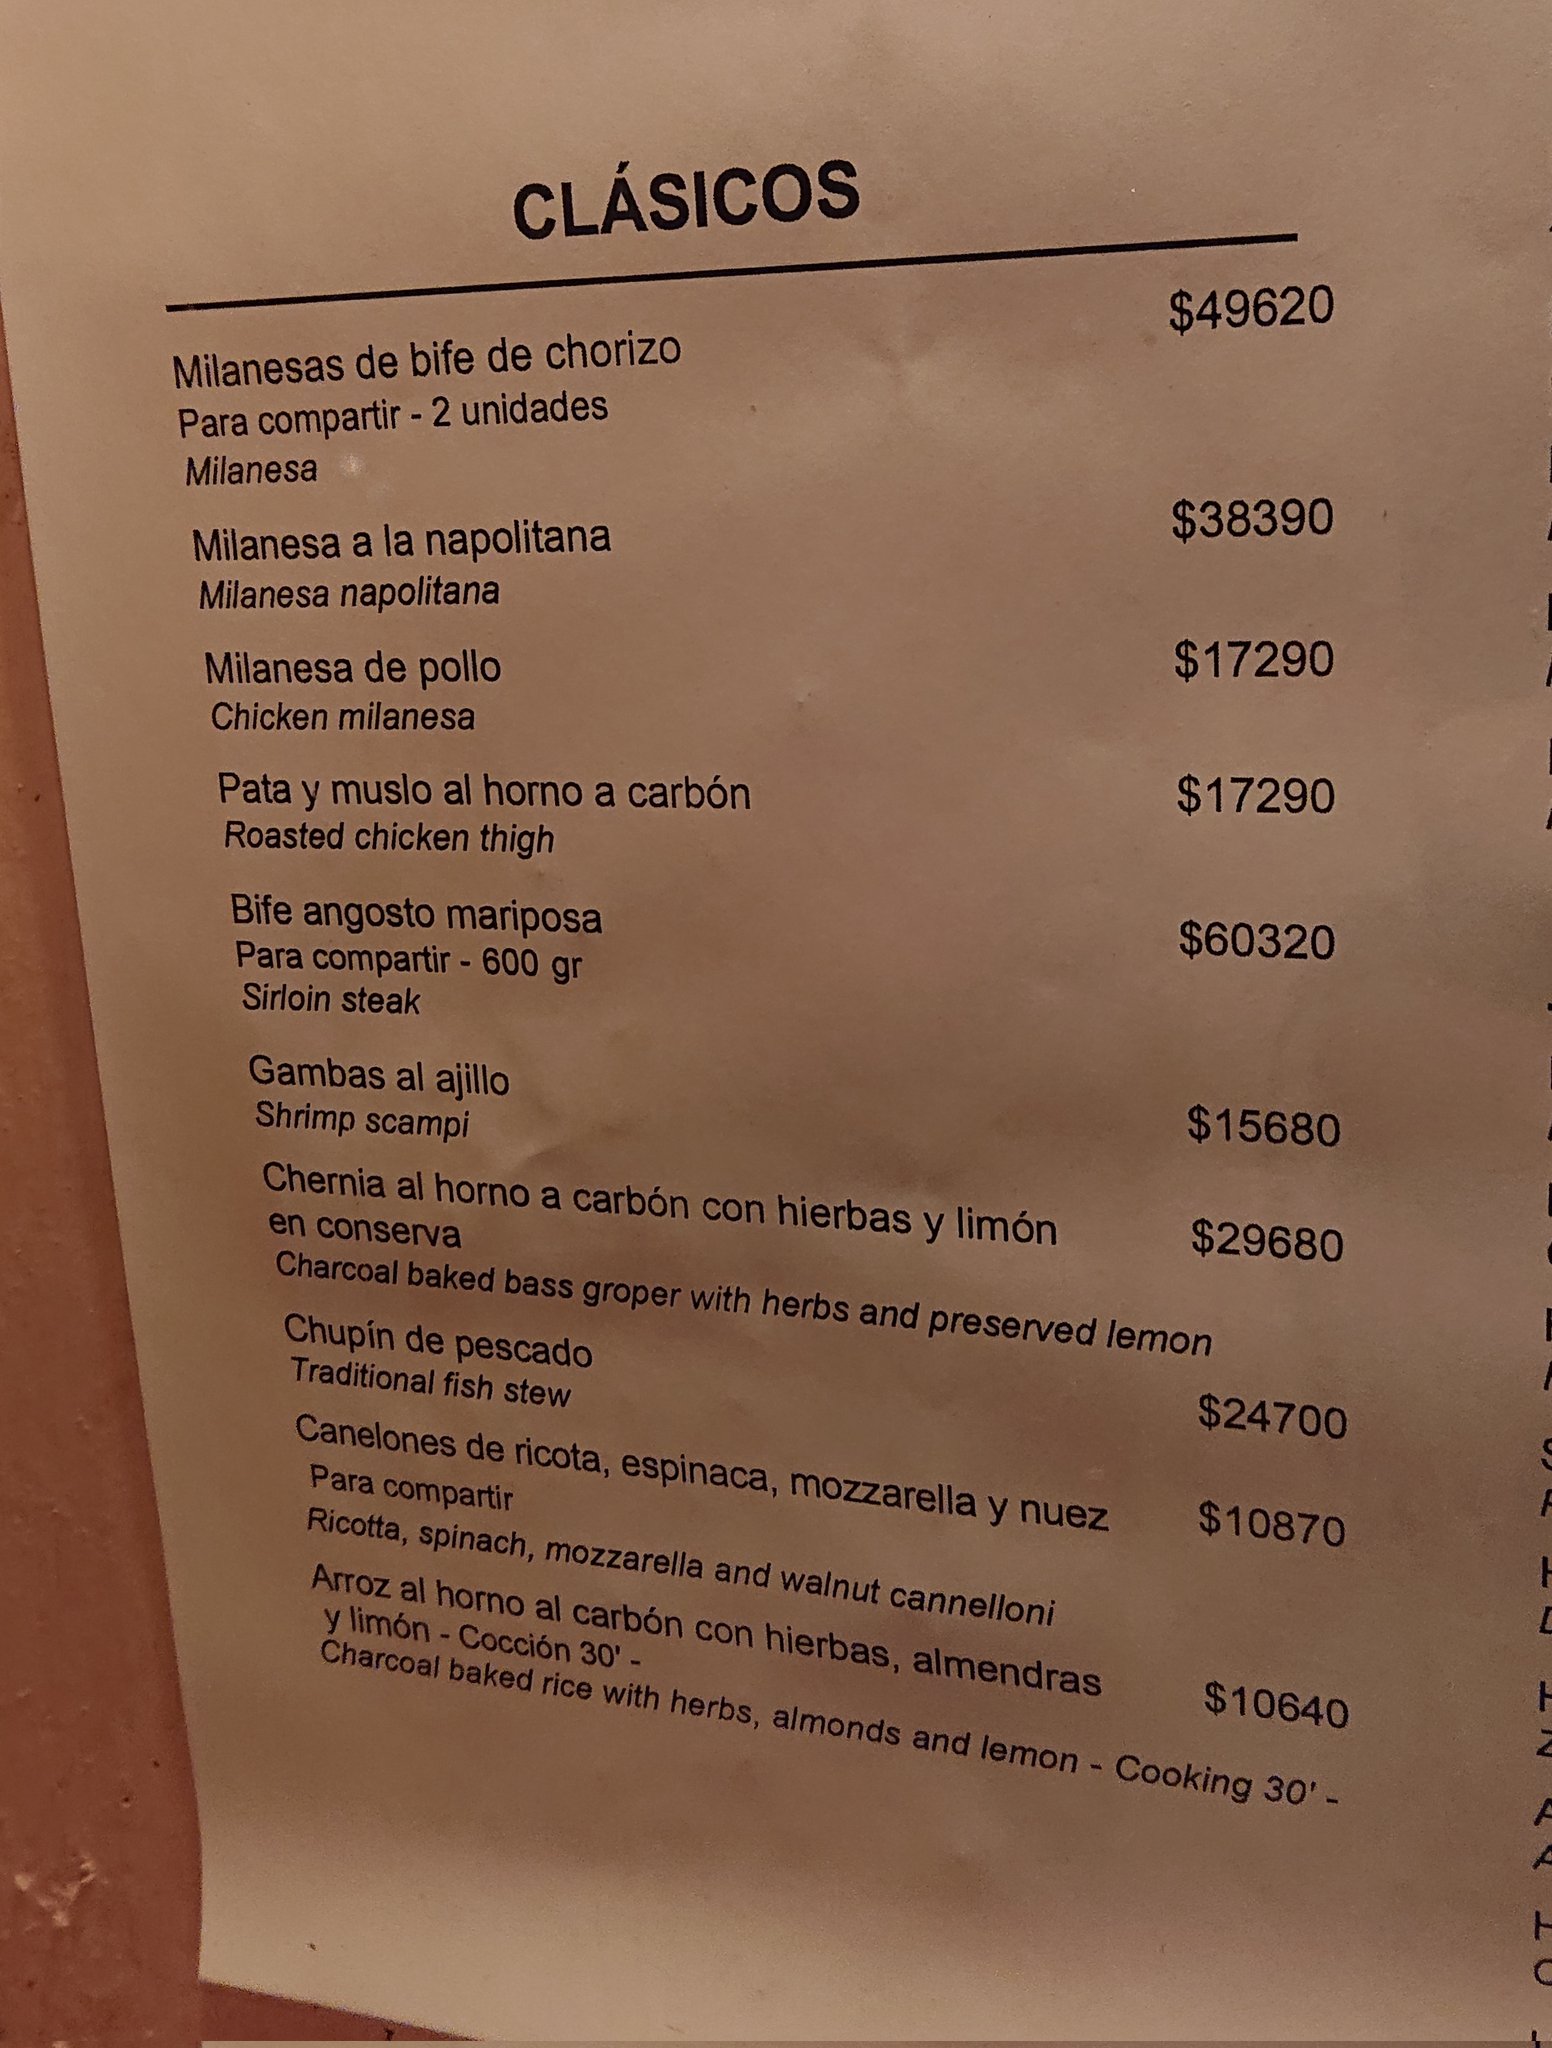 CLÁSICOS
Milanesas de bife de chorizo $49620
Para compartir - 2 unidades
Milanesa
Milanesa a la napolitana $38390
Milanesa napolitana
Milanesa de pollo $17290
Chicken milanesa
Pata y muslo al horno a carbón $17290
Roasted chicken thigh
Bife angosto mariposa $60320
Para compartir - 600 gr
Sirloin steak
Gambas al ajillo $15680
Shrimp scampi
Chernia al horno a carbón con hierbas y limón $29680
en conserva
Charcoal baked bass groper with herbs and preserved lemon
Chupín de pescado $24700
Traditional fish stew
Canelones de ricota, espinaca, mozzarella y nuez $10870
Para compartir
Ricotta, spinach, mozzarella and walnut cannelloni
Arroz al horno al carbón con hierbas, almendras $10640
y limón - Cocción 30' -
Charcoal baked rice with herbs, almonds and lemon - Cooking 30' -